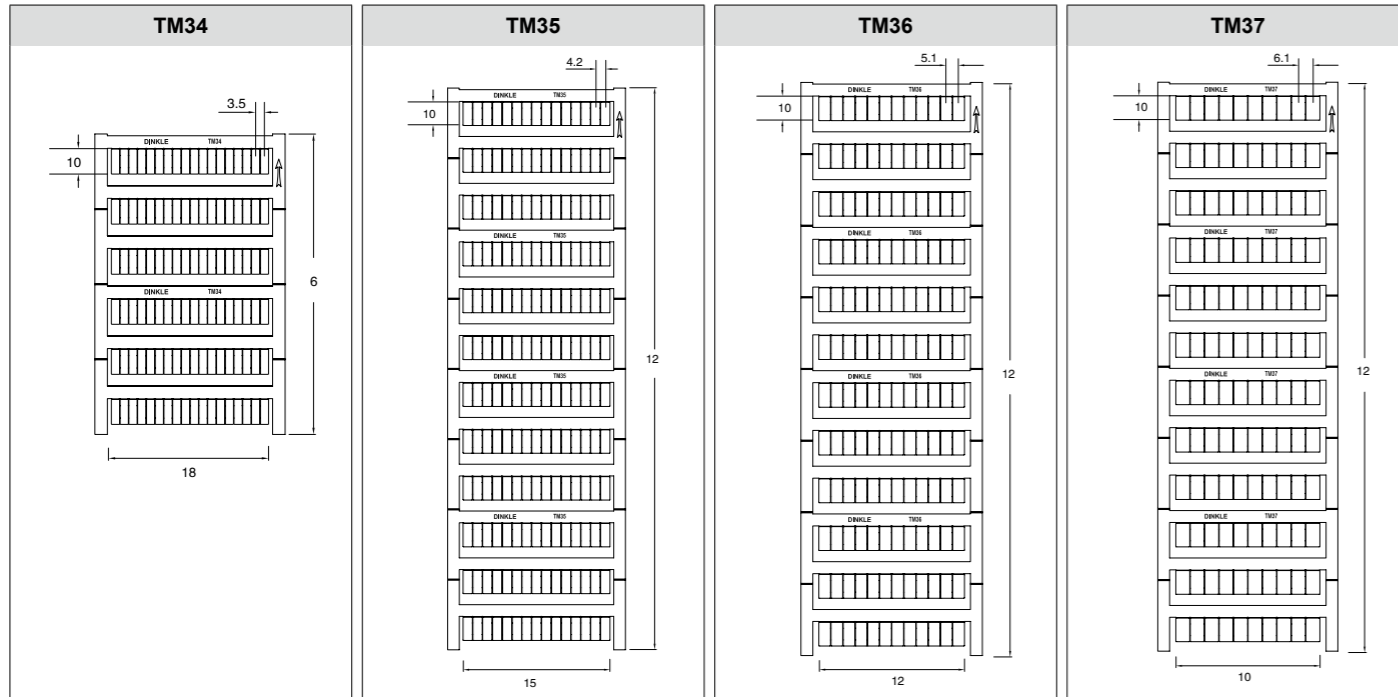 TM34
3.5
10
DINKLE TM34
DINKLE TM34
6
18
TM35
4.2
10
DINKLE TM35
DINKLE TM35
DINKLE TM35
DINKLE TM35
12
15
TM36
5.1
10
DINKLE TM36
DINKLE TM36
DINKLE TM36
DINKLE TM36
12
12
TM37
6.1
10
DINKLE TM37
DINKLE TM37
DINKLE TM37
DINKLE TM37
12
10